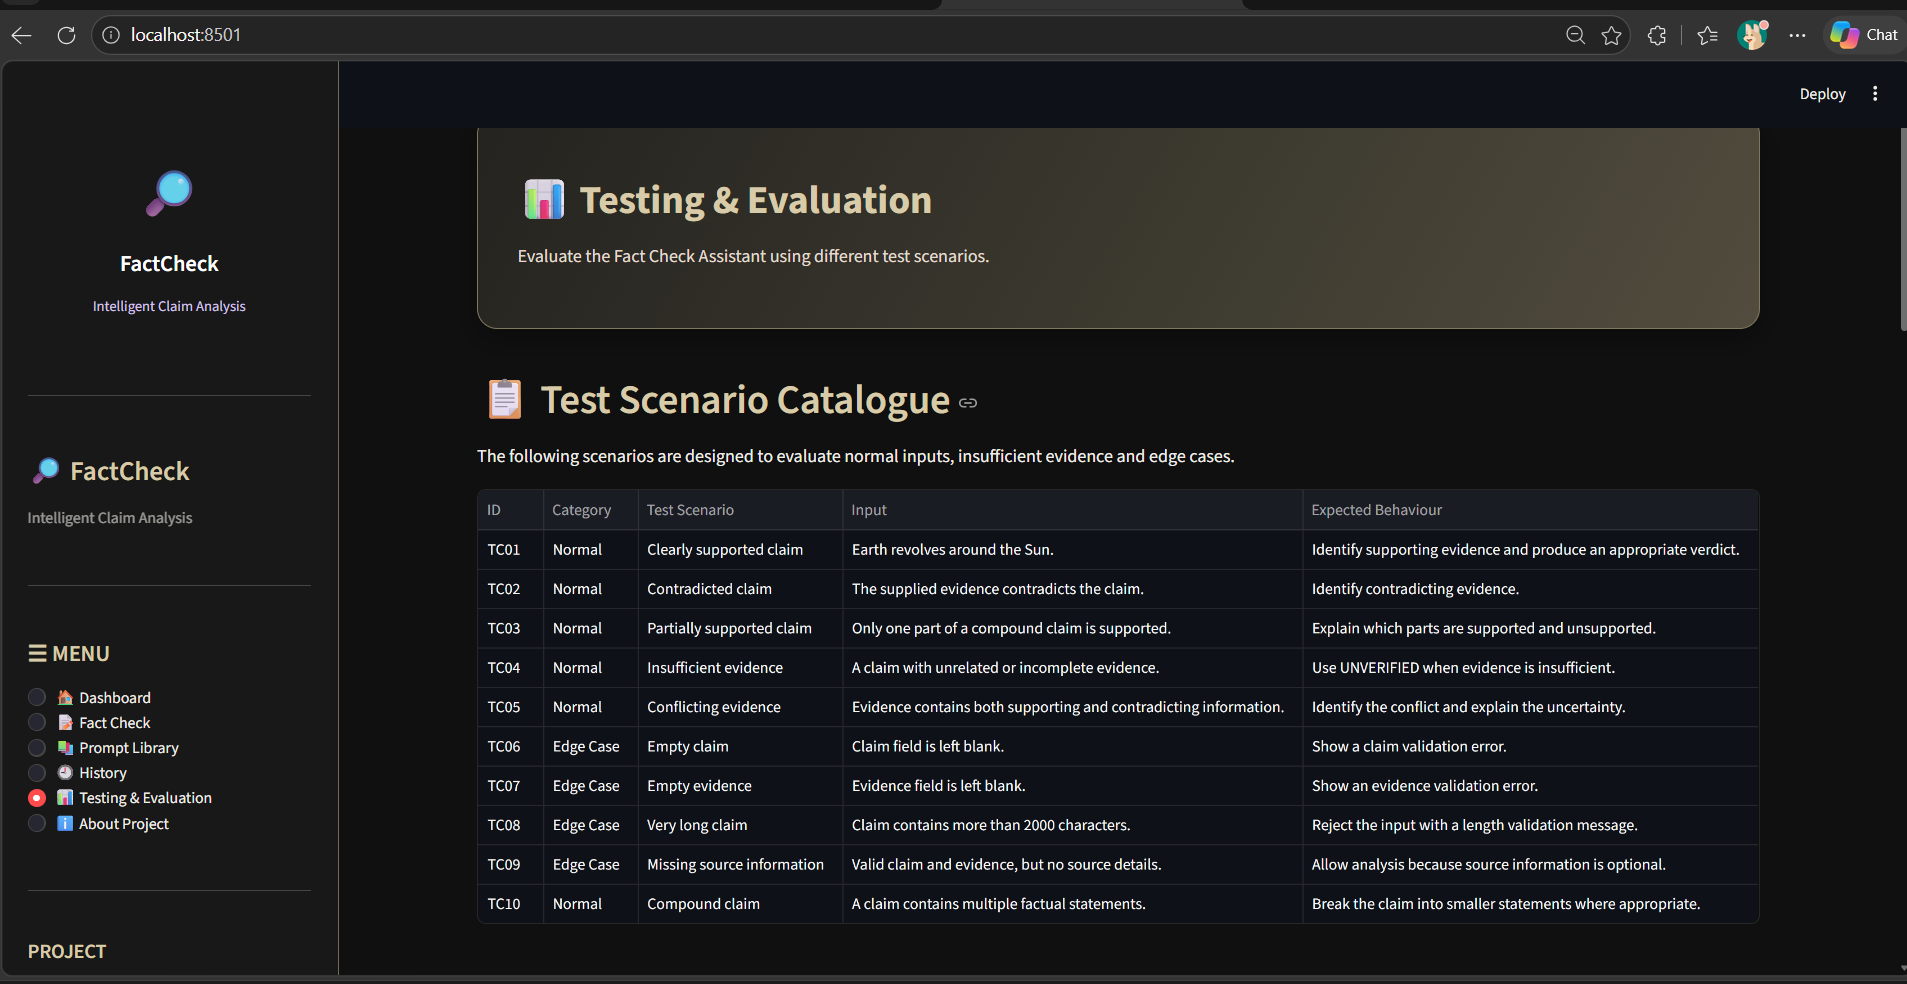 localhost:8501
Chat
Deploy
FactCheck
Intelligent Claim Analysis
FactCheck
Intelligent Claim Analysis
☰ MENU
Dashboard
Fact Check
Prompt Library
History
Testing & Evaluation
About Project
PROJECT
Testing & Evaluation
Evaluate the Fact Check Assistant using different test scenarios.
Test Scenario Catalogue
The following scenarios are designed to evaluate normal inputs, insufficient evidence and edge cases.
ID Category Test Scenario Input Expected Behaviour
TC01 Normal Clearly supported claim Earth revolves around the Sun. Identify supporting evidence and produce an appropriate verdict.
TC02 Normal Contradicted claim The supplied evidence contradicts the claim. Identify contradicting evidence.
TC03 Normal Partially supported claim Only one part of a compound claim is supported. Explain which parts are supported and unsupported.
TC04 Normal Insufficient evidence A claim with unrelated or incomplete evidence. Use UNVERIFIED when evidence is insufficient.
TC05 Normal Conflicting evidence Evidence contains both supporting and contradicting information. Identify the conflict and explain the uncertainty.
TC06 Edge Case Empty claim Claim field is left blank. Show a claim validation error.
TC07 Edge Case Empty evidence Evidence field is left blank. Show an evidence validation error.
TC08 Edge Case Very long claim Claim contains more than 2000 characters. Reject the input with a length validation message.
TC09 Edge Case Missing source information Valid claim and evidence, but no source details. Allow analysis because source information is optional.
TC10 Normal Compound claim A claim contains multiple factual statements. Break the claim into smaller statements where appropriate.